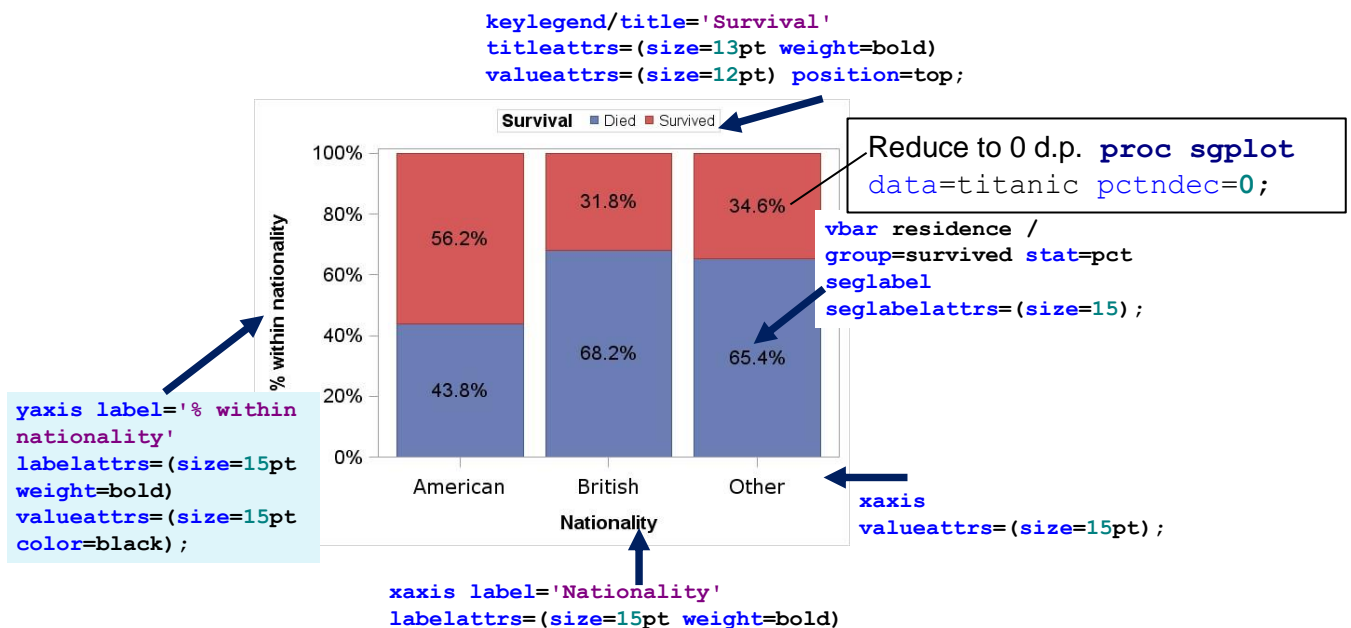 keylegend/title='Survival'
titleattrs=(size=13pt weight=bold)
valueattrs=(size=12pt) position=top;
Survival Died Survived
Reduce to 0 d.p. proc sgplot
data=titanic pctndec=0;
100%
80%
60%
40%
20%
0%
% within nationality
56.2%
31.8%
34.6%
43.8%
68.2%
65.4%
vbar residence /
group=survived stat=pct
seglabel
seglabelattrs=(size=15);
yaxis label='% within
nationality'
labelattrs=(size=15pt
weight=bold)
valueattrs=(size=15pt
color=black);
American British Other
Nationality
xaxis
valueattrs=(size=15pt);
xaxis label='Nationality'
labelattrs=(size=15pt weight=bold)